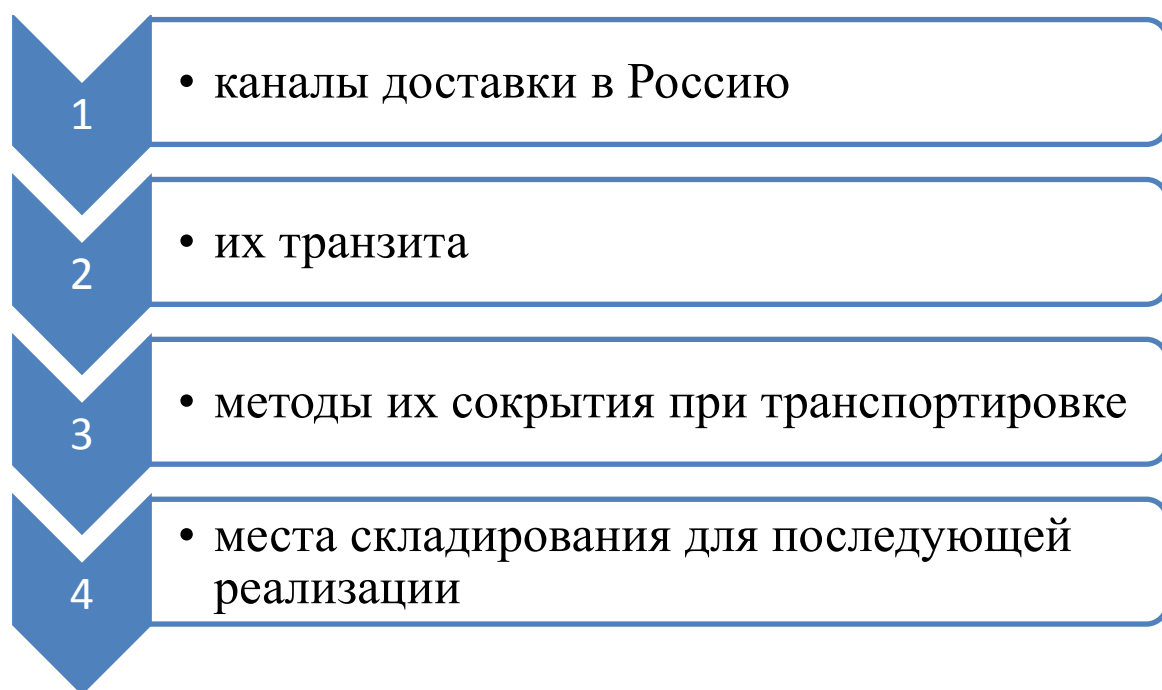 1
• каналы доставки в Россию
2
• их транзита
3
• методы их сокрытия при транспортировке
4
• места складирования для последующей
реализации